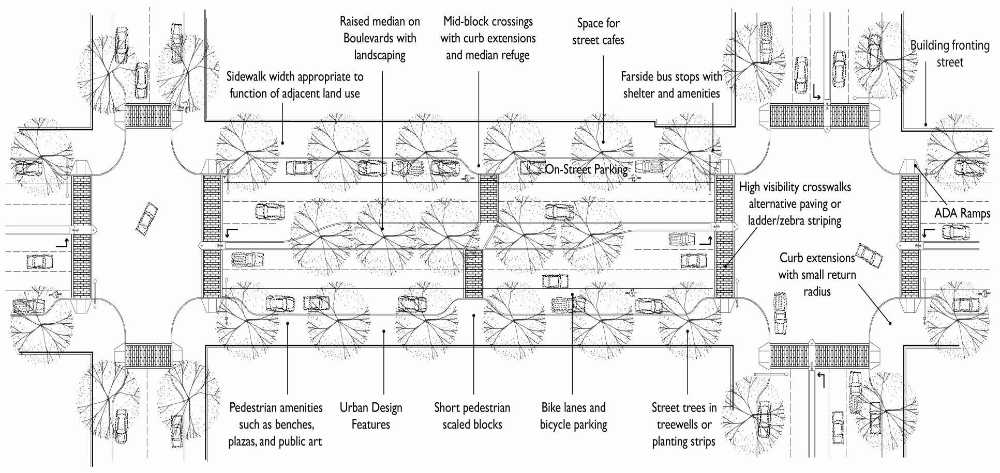 Raised median on
Boulevards with
landscaping
Mid-block crossings
with curb extensions
and median refuge
Space for
street cafes
Building fronting
street
Sidewalk width appropriate to
function of adjacent land use
Farside bus stops with
shelter and amenities
On-Street Parking
High visibility crosswalks
alternative paving or
ladder/zebra striping
ADA Ramps
Curb extensions
with small return
radius
Pedestrian amenities
such as benches,
plazas, and public art
Urban Design
Features
Short pedestrian
scaled blocks
Bike lanes and
bicycle parking
Street trees in
treewells or
planting strips